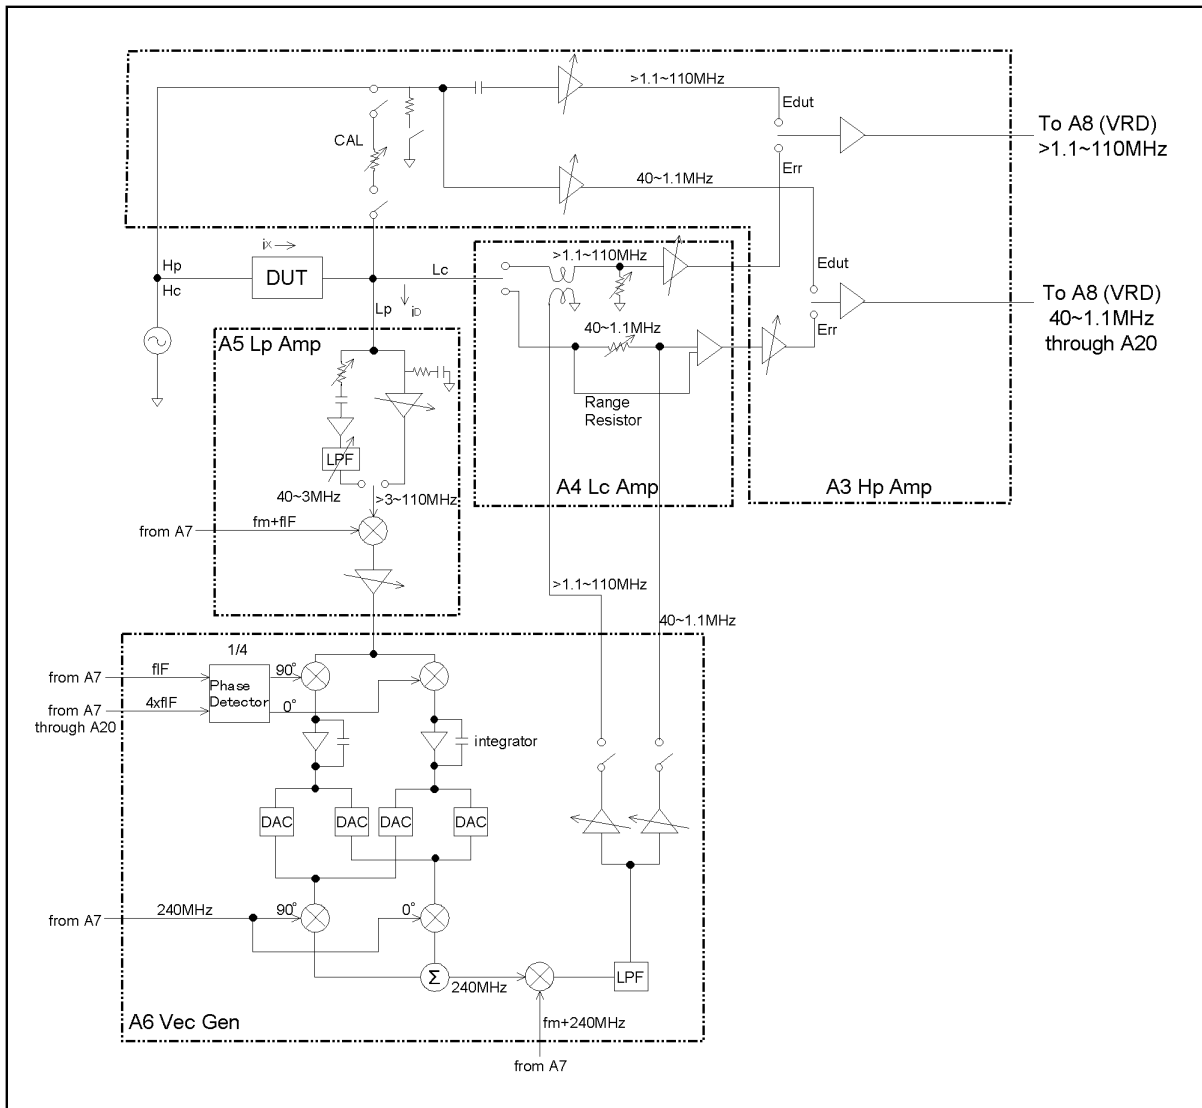 >1.1~110MHz
Edut
To A8 (VRD)
>1.1~110MHz
CAL
Err
40~1.1MHz
ix
Hp
Hc
DUT
Lc
Lp
iD
>1.1~110MHz
Edut
To A8 (VRD)
40~1.1MHz
through A20
Err
40~1.1MHz
Range
Resistor
A4 Lc Amp
A3 Hp Amp
A5 Lp Amp
LPF
40~3MHz
>3~110MHz
from A7
fm+fIF
>1.1~110MHz
40~1.1MHz
1/4
from A7
fIF
Phase
Detector
90°
0°
from A7
through A20
4xfIF
integrator
DAC
DAC
DAC
DAC
from A7
240MHz
90°
0°
Σ
240MHz
LPF
fm+240MHz
from A7
A6 Vec Gen